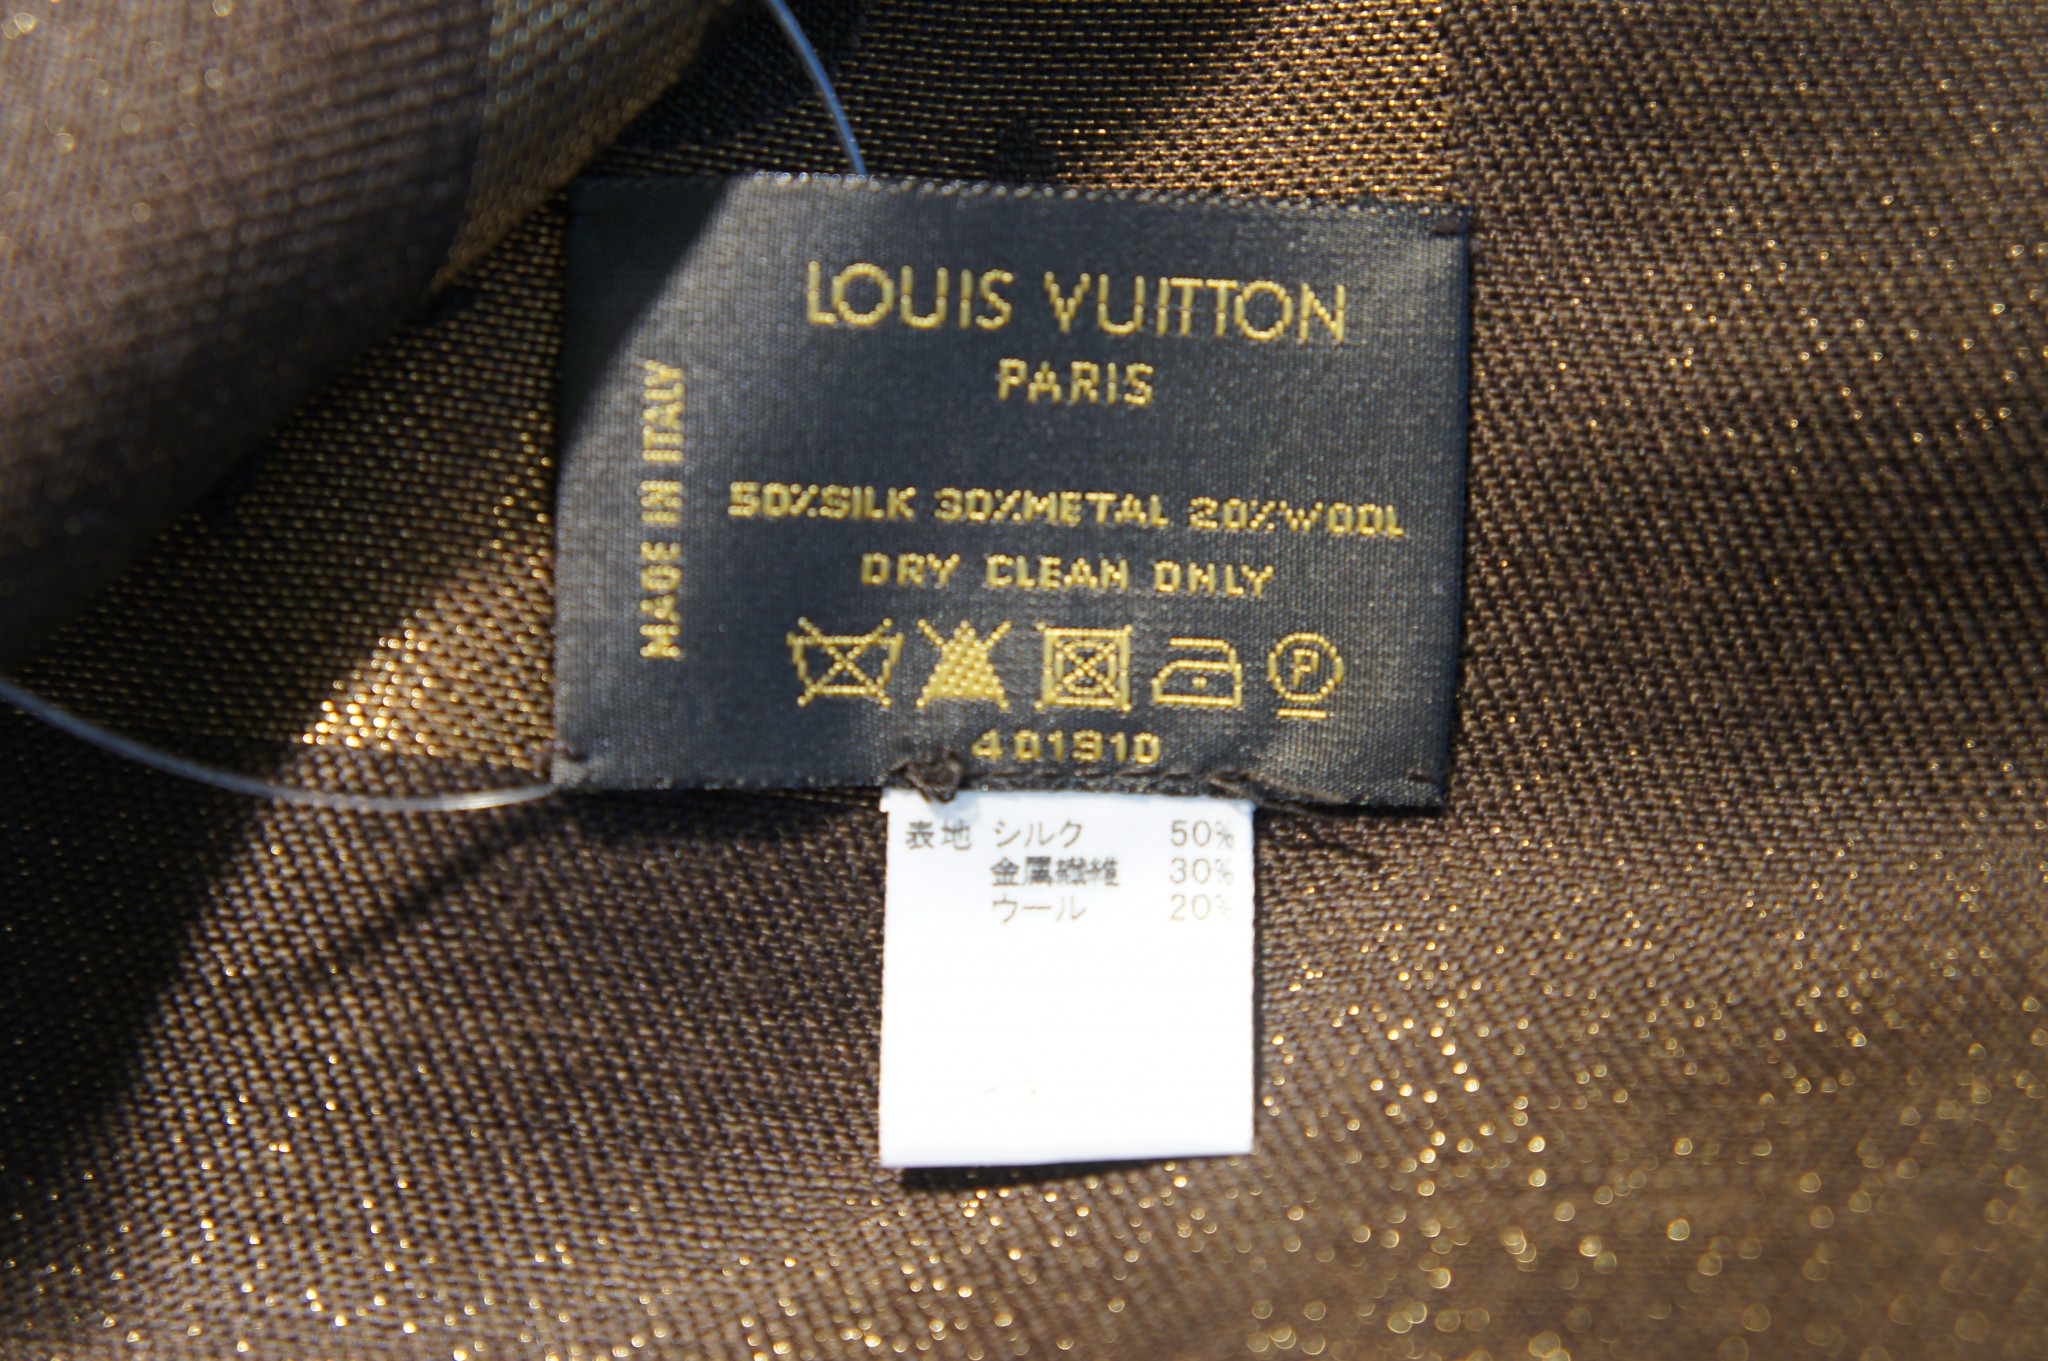 LOUIS VUITTON
PARIS
MADE IN ITALY
50%SILK 30%METAL 20%WOOL
DRY CLEAN ONLY
P
401910
表地 シルク 50%
金属繊維 30%
ウール 20%